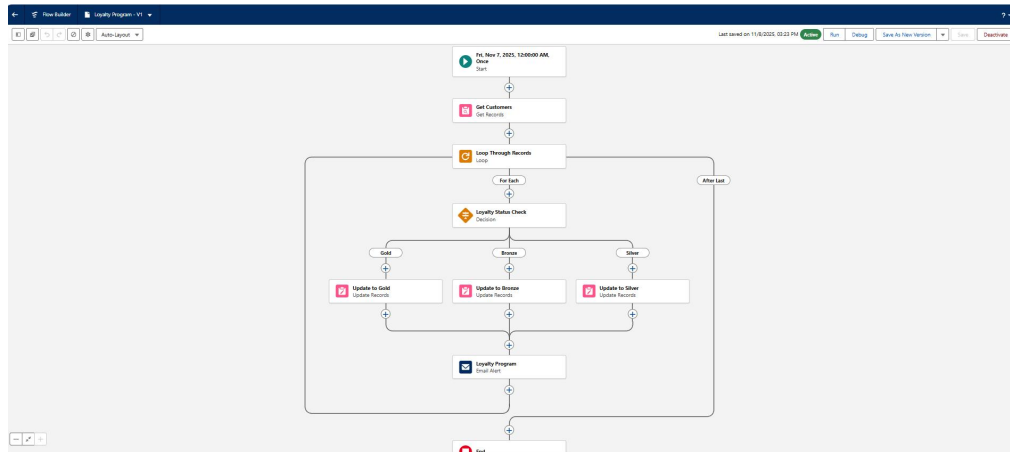 Flow Builder
Loyalty Program - V1
?
Auto-Layout
Last saved on 11/8/2025, 03:23 PM
Active
Run
Debug
Save As New Version
Save
Deactivate
Fri, Nov 7, 2025, 12:00:00 AM,
Once
Start
Get Customers
Get Records
Loop Through Records
Loop
For Each
After Last
Loyalty Status Check
Decision
Gold
Bronze
Silver
Update to Gold
Update Records
Update to Bronze
Update Records
Update to Silver
Update Records
Loyalty Program
Email Alert
End